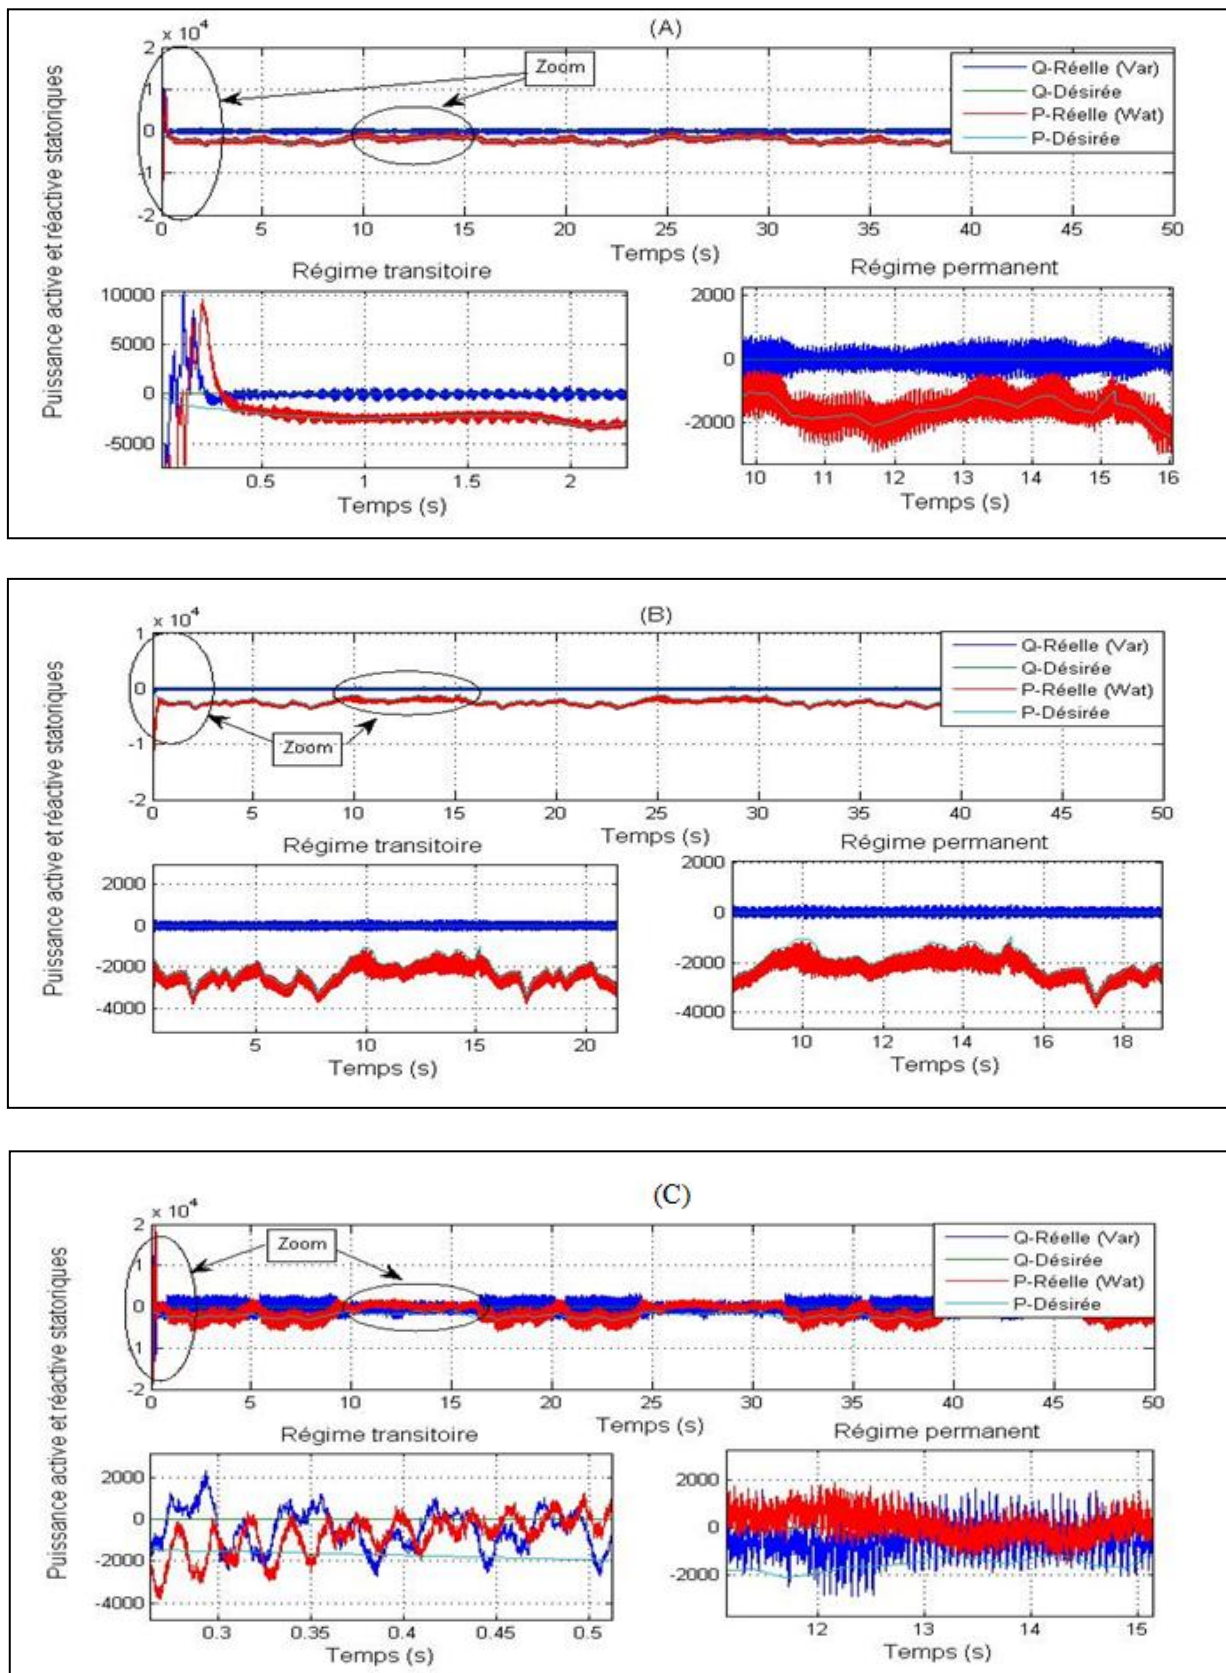 (A)
x 10^4
Puissance active et réactive statoriques
2
1
0
-1
-2
Zoom
Q-Réelle (Var)
Q-Désirée
P-Réelle (Wat)
P-Désirée
0 5 10 15 20 25 30 35 40 45 50
Temps (s)
Régime transitoire
10000
5000
0
-5000
0.5 1 1.5 2
Temps (s)
Régime permanent
2000
0
-2000
10 11 12 13 14 15 16
Temps (s)
(B)
x 10^4
Puissance active et réactive statoriques
1
0
-1
-2
Zoom
Q-Réelle (Var)
Q-Désirée
P-Réelle (Wat)
P-Désirée
0 5 10 15 20 25 30 35 40 45 50
Temps (s)
Régime transitoire
2000
0
-2000
-4000
5 10 15 20
Temps (s)
Régime permanent
2000
0
-2000
-4000
10 12 14 16 18
Temps (s)
(C)
x 10^4
Puissance active et réactive statoriques
2
1
0
1
-2
Zoom
Q-Réelle (Var)
Q-Désirée
P-Réelle (Wat)
P-Désirée
0 5 10 15 20 25 30 35 40 45 50
Temps (s)
Régime transitoire
2000
0
-2000
-4000
0.3 0.35 0.4 0.45 0.5
Temps (s)
Régime permanent
2000
0
-2000
12 13 14 15
Temps (s)